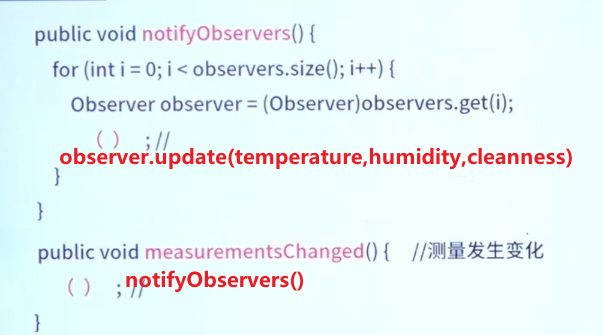 public void notifyObservers() {
for (int i = 0; i < observers.size(); i++) {
Observer observer = (Observer)observers.get(i);
( ) ; //
observer.update(temperature,humidity,cleanness)
}
}
public void measurementsChanged() { //测量发生变化
( ) ; // notifyObservers()
}